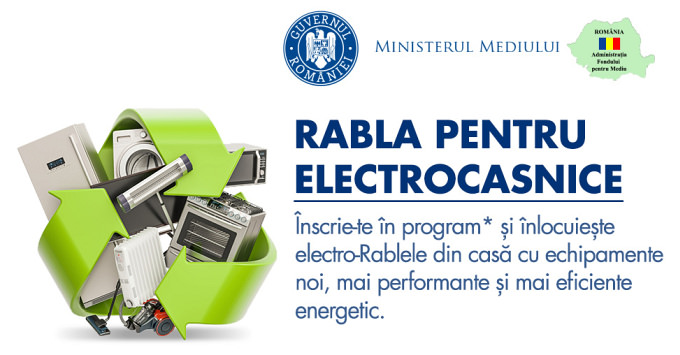 GUVERNUL ROMÂNIEI
MINISTERUL MEDIULUI
ROMÂNIA
Administrația
Fondului
pentru Mediu
RABLA PENTRU
ELECTROCASNICE
Înscrie-te în program* și înlocuiește
electro-Rablele din casă cu echipamente
noi, mai performante și mai eficiente
energetic.